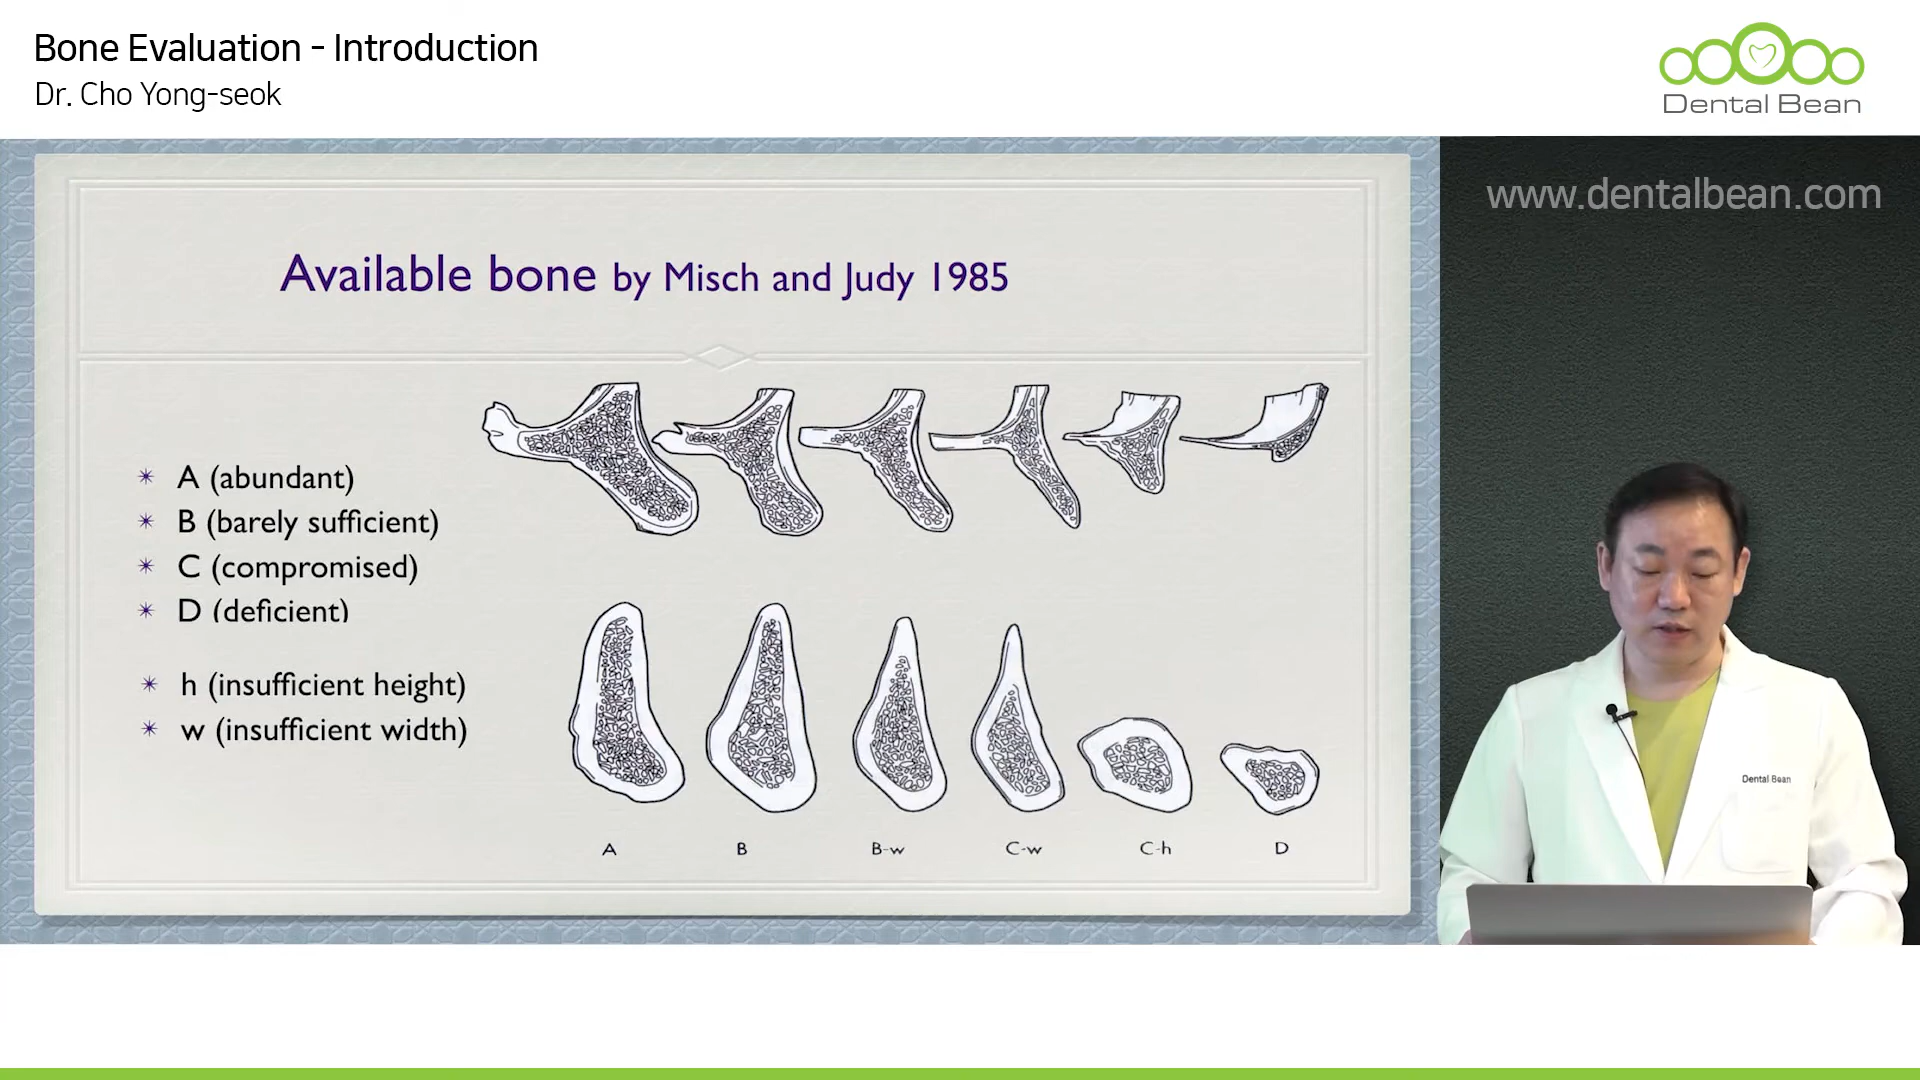 Bone Evaluation - Introduction
Dr. Cho Yong-seok
Dental Bean
www.dentalbean.com
Available bone by Misch and Judy 1985
A (abundant)
B (barely sufficient)
C (compromised)
D (deficient)
h (insufficient height)
w (insufficient width)
A B B-w C-w C-h D
Dental Bean